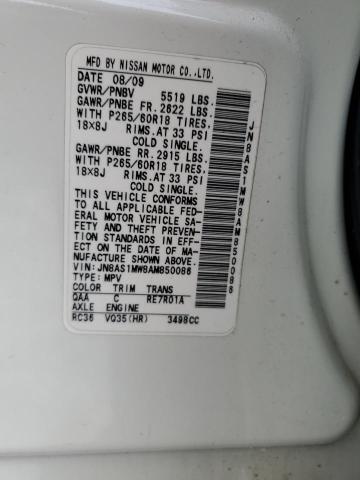 MFD BY NISSAN MOTOR CO.,LTD.
DATE 08/09
GVWR/PNBV 5519 LBS.
GAWR/PNBE FR. 2622 LBS.
WITH P265/60R18 TIRES.
18x8J RIMS.AT 33 PSI
COLD SINGLE.
GAWR/PNBE RR. 2915 LBS.
WITH P265/60R18 TIRES.
18x8J RIMS.AT 33 PSI
COLD SINGLE.
THIS VEHICLE CONFORMS
TO ALL APPLICABLE FED-
ERAL MOTOR VEHICLE SA-
FETY AND THEFT PREVEN-
TION STANDARDS IN EFF-
ECT ON THE DATE OF MA-
NUFACTURE SHOWN ABOVE.
VIN: JN8AS1MW8AM850086
TYPE: MPV
COLOR TRIM TRANS
QAA C RE7R01A
AXLE ENGINE
RC36 VQ35(HR) 3498CC
JN8AS1MW8AM850086